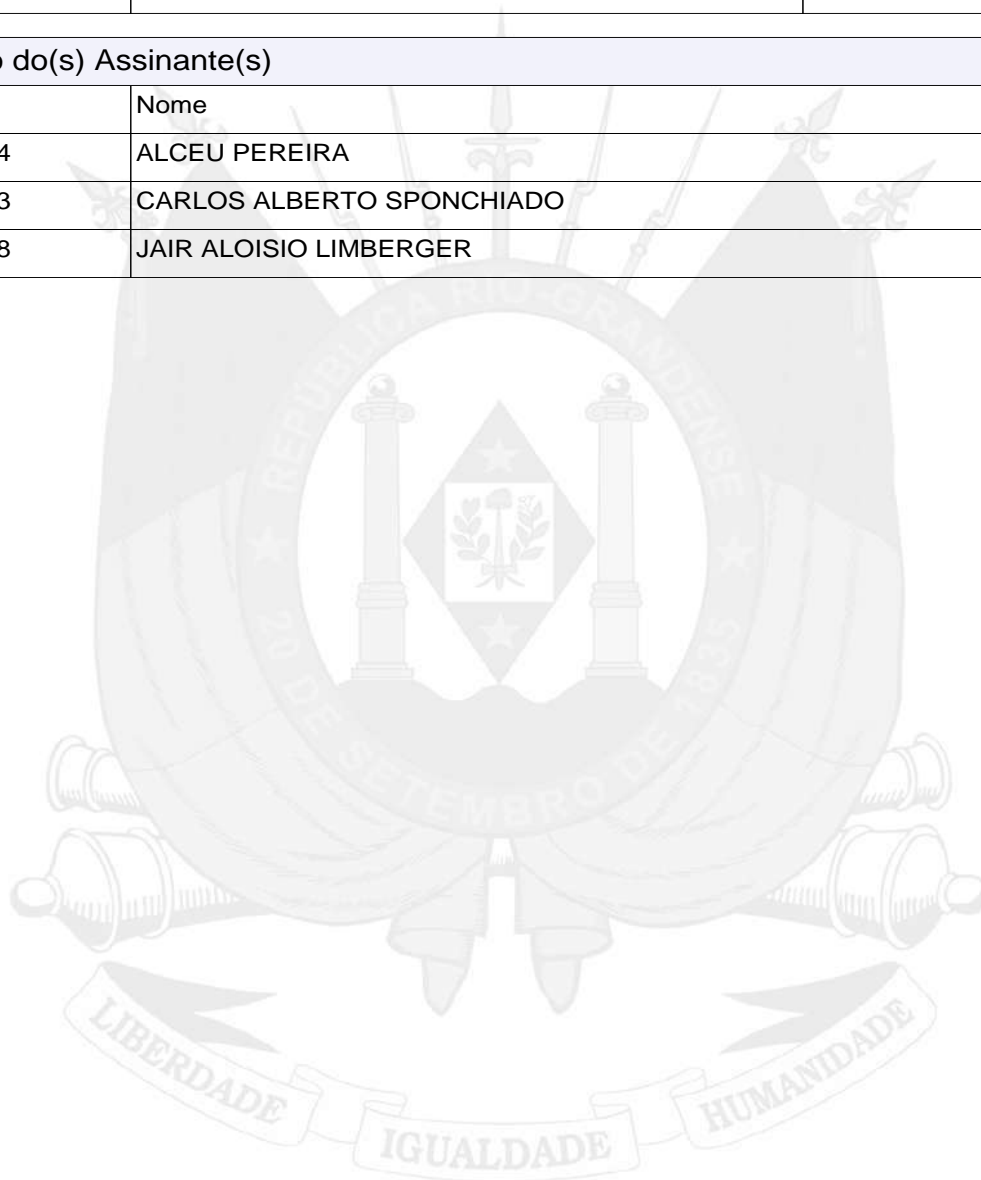 o do(s) Assinante(s)
Nome
4 ALCEU PEREIRA
3 CARLOS ALBERTO SPONCHIADO
8 JAIR ALOISIO LIMBERGER
REPÚBLICA RIO-GRANDENSE
20 DE SETEMBRO DE 1835
LIBERDADE
IGUALDADE
HUMANIDADE